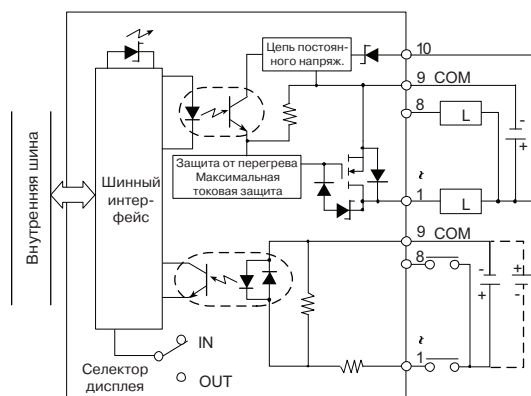 Цепь постоян-
ного напряж.
10
9 COM
8
L
-
+
Защита от перегрева
Максимальная
токовая защита
~
1
L
Внутренняя шина
Шинный
интер-
фейс
9 COM
8
-
+
+
-
~
1
IN
OUT
Селектор
дисплея